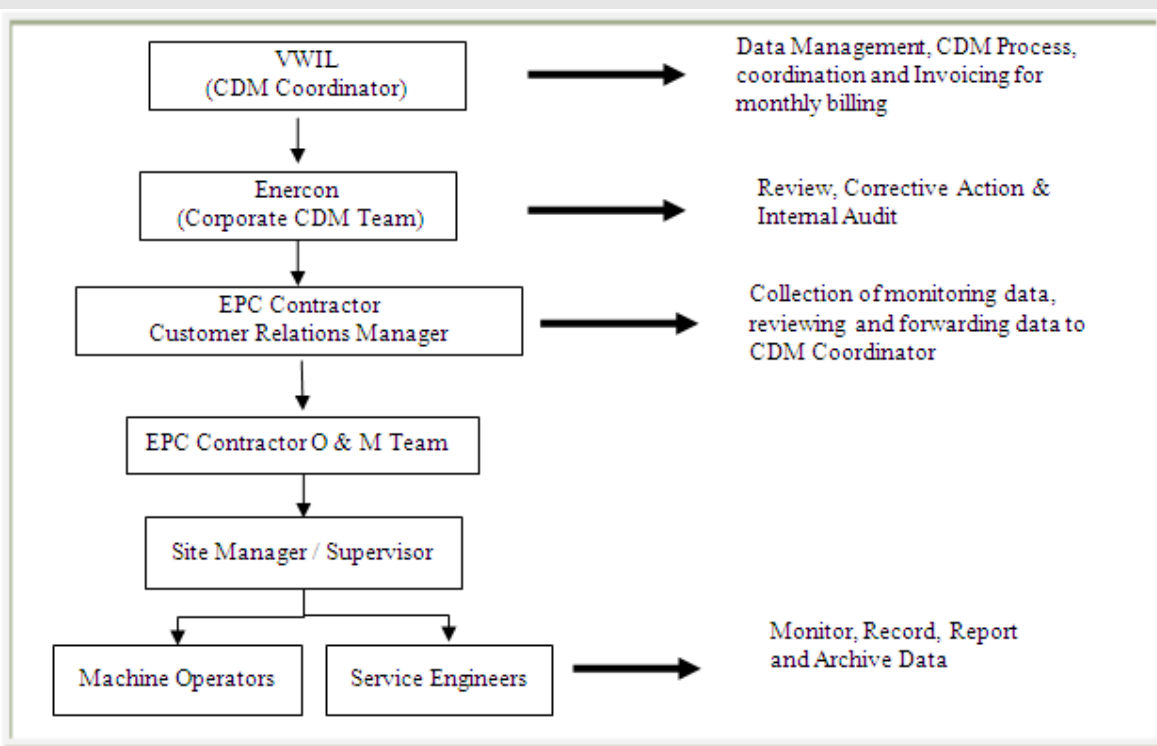 VWIL
(CDM Coordinator)
Data Management, CDM Process,
coordination and Invoicing for
monthly billing
Enercon
(Corporate CDM Team)
Review, Corrective Action &
Internal Audit
EPC Contractor
Customer Relations Manager
Collection of monitoring data,
reviewing and forwarding data to
CDM Coordinator
EPC Contractor O & M Team
Site Manager / Supervisor
Machine Operators
Service Engineers
Monitor, Record, Report
and Archive Data